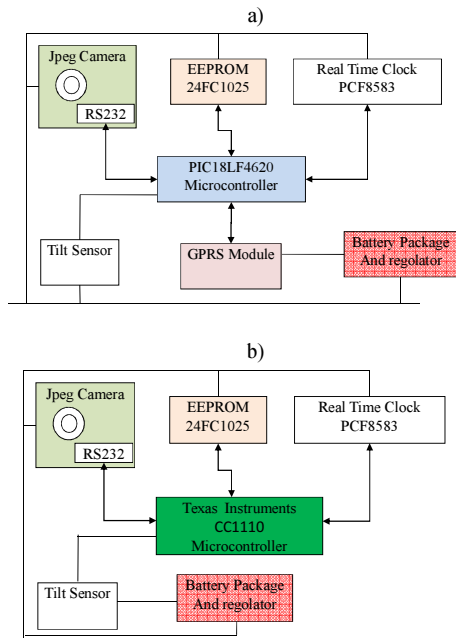 a)
Jpeg Camera
RS232
EEPROM
24FC1025
Real Time Clock
PCF8583
PIC18LF4620
Microcontroller
Tilt Sensor
GPRS Module
Battery Package
And regolator
b)
Jpeg Camera
RS232
EEPROM
24FC1025
Real Time Clock
PCF8583
Texas Instruments
CC1110
Microcontroller
Tilt Sensor
Battery Package
And regolator